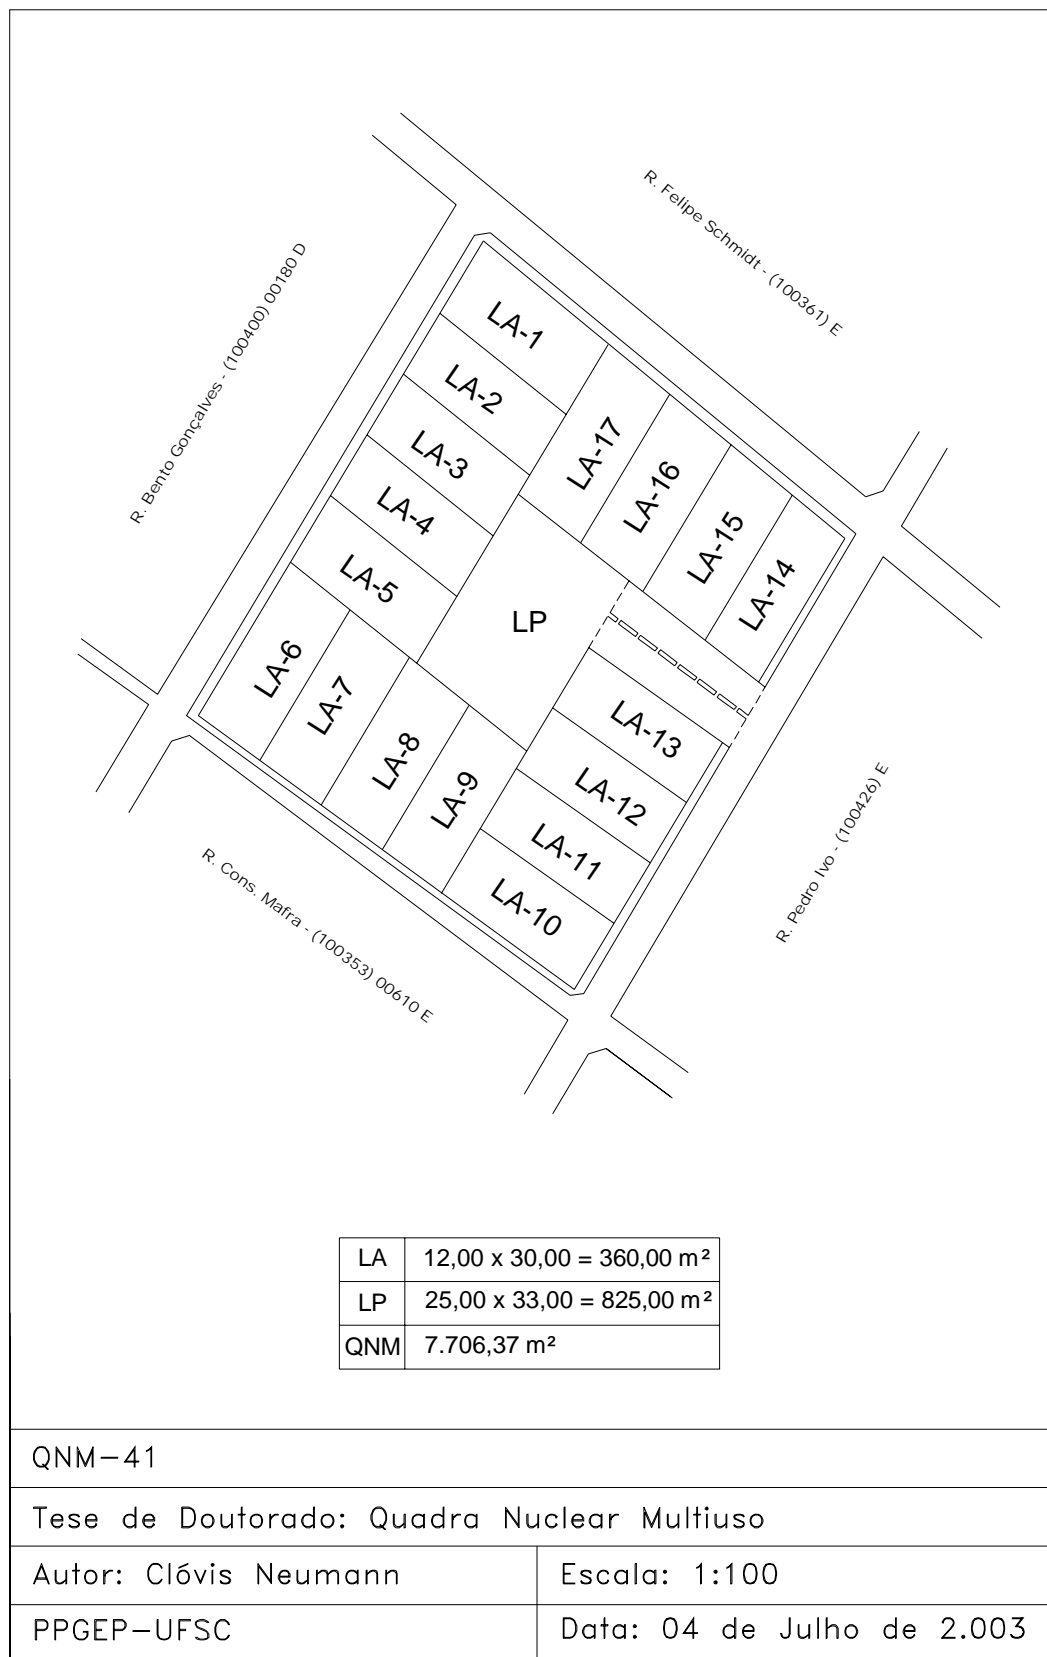 R. Felipe Schmidt - (100361) E
R. Bento Gonçalves - (100400) 00180 D
LA-1
LA-2
LA-3
LA-4
LA-5
LA-17
LA-16
LA-15
LA-14
LP
LA-6
LA-7
LA-8
LA-9
LA-13
LA-12
LA-11
LA-10
R. Pedro Ivo - (100426) E
R. Cons. Mafra - (100353) 00610 E
LA 12,00 x 30,00 = 360,00 m²
LP 25,00 x 33,00 = 825,00 m²
QNM 7.706,37 m²
QNM-41
Tese de Doutorado: Quadra Nuclear Multiuso
Autor: Clóvis Neumann
Escala: 1:100
PPGEP-UFSC
Data: 04 de Julho de 2.003